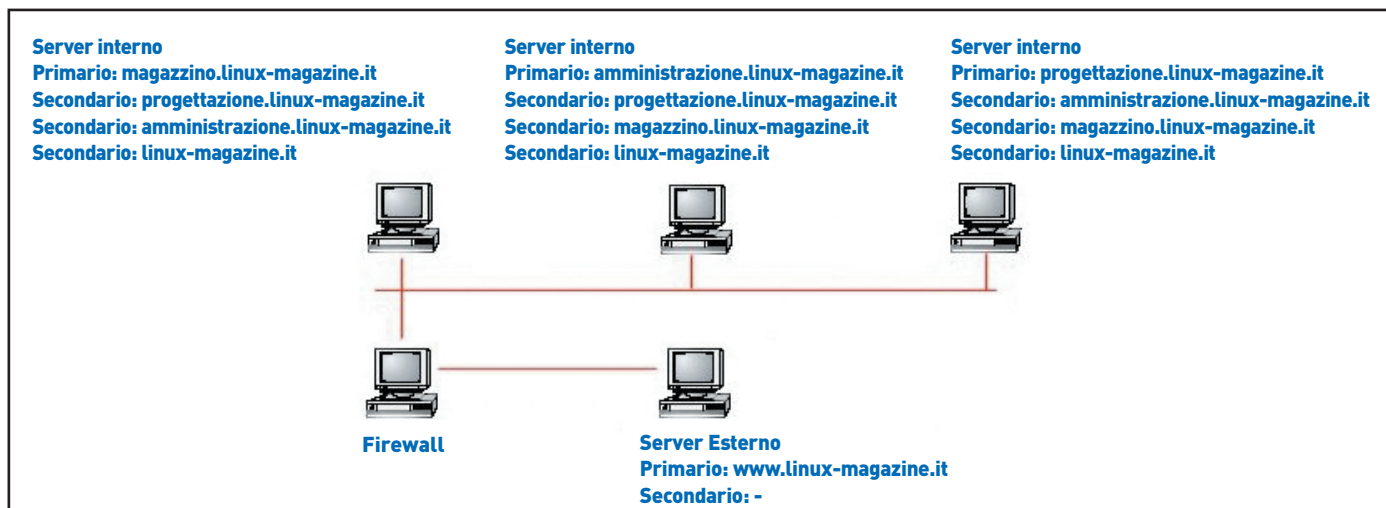 Server interno
Primario: magazzino.linux-magazine.it
Secondario: progettazione.linux-magazine.it
Secondario: amministrazione.linux-magazine.it
Secondario: linux-magazine.it
Server interno
Primario: amministrazione.linux-magazine.it
Secondario: progettazione.linux-magazine.it
Secondario: magazzino.linux-magazine.it
Secondario: linux-magazine.it
Server interno
Primario: progettazione.linux-magazine.it
Secondario: amministrazione.linux-magazine.it
Secondario: magazzino.linux-magazine.it
Secondario: linux-magazine.it
Firewall
Server Esterno
Primario: www.linux-magazine.it
Secondario: -